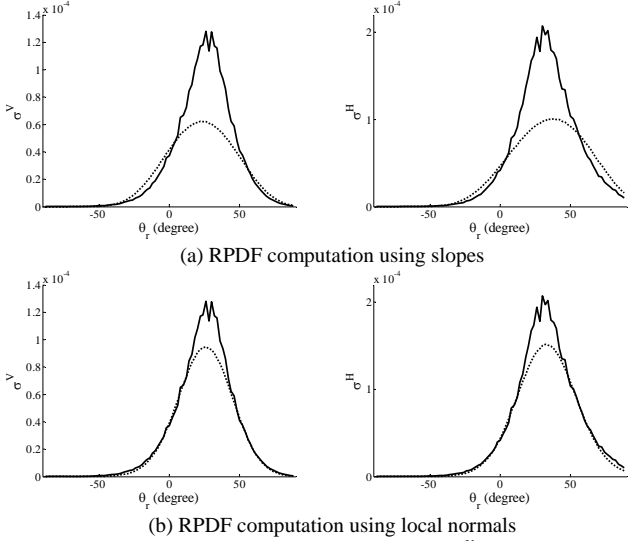 x 10⁻⁴
x 10⁻⁴
1.4
1.2
1
0.8
0.6
0.4
0.2
0
σⱽ
-50
0
50
θᵣ (degree)
2
1
0
σᴴ
-50
0
50
θᵣ (degree)
(a) RPDF computation using slopes
x 10⁻⁴
x 10⁻⁴
1.4
1.2
1
0.8
0.6
0.4
0.2
0
σⱽ
-50
0
50
θᵣ (degree)
2
1
0
σᴴ
-50
0
50
θᵣ (degree)
(b) RPDF computation using local normals